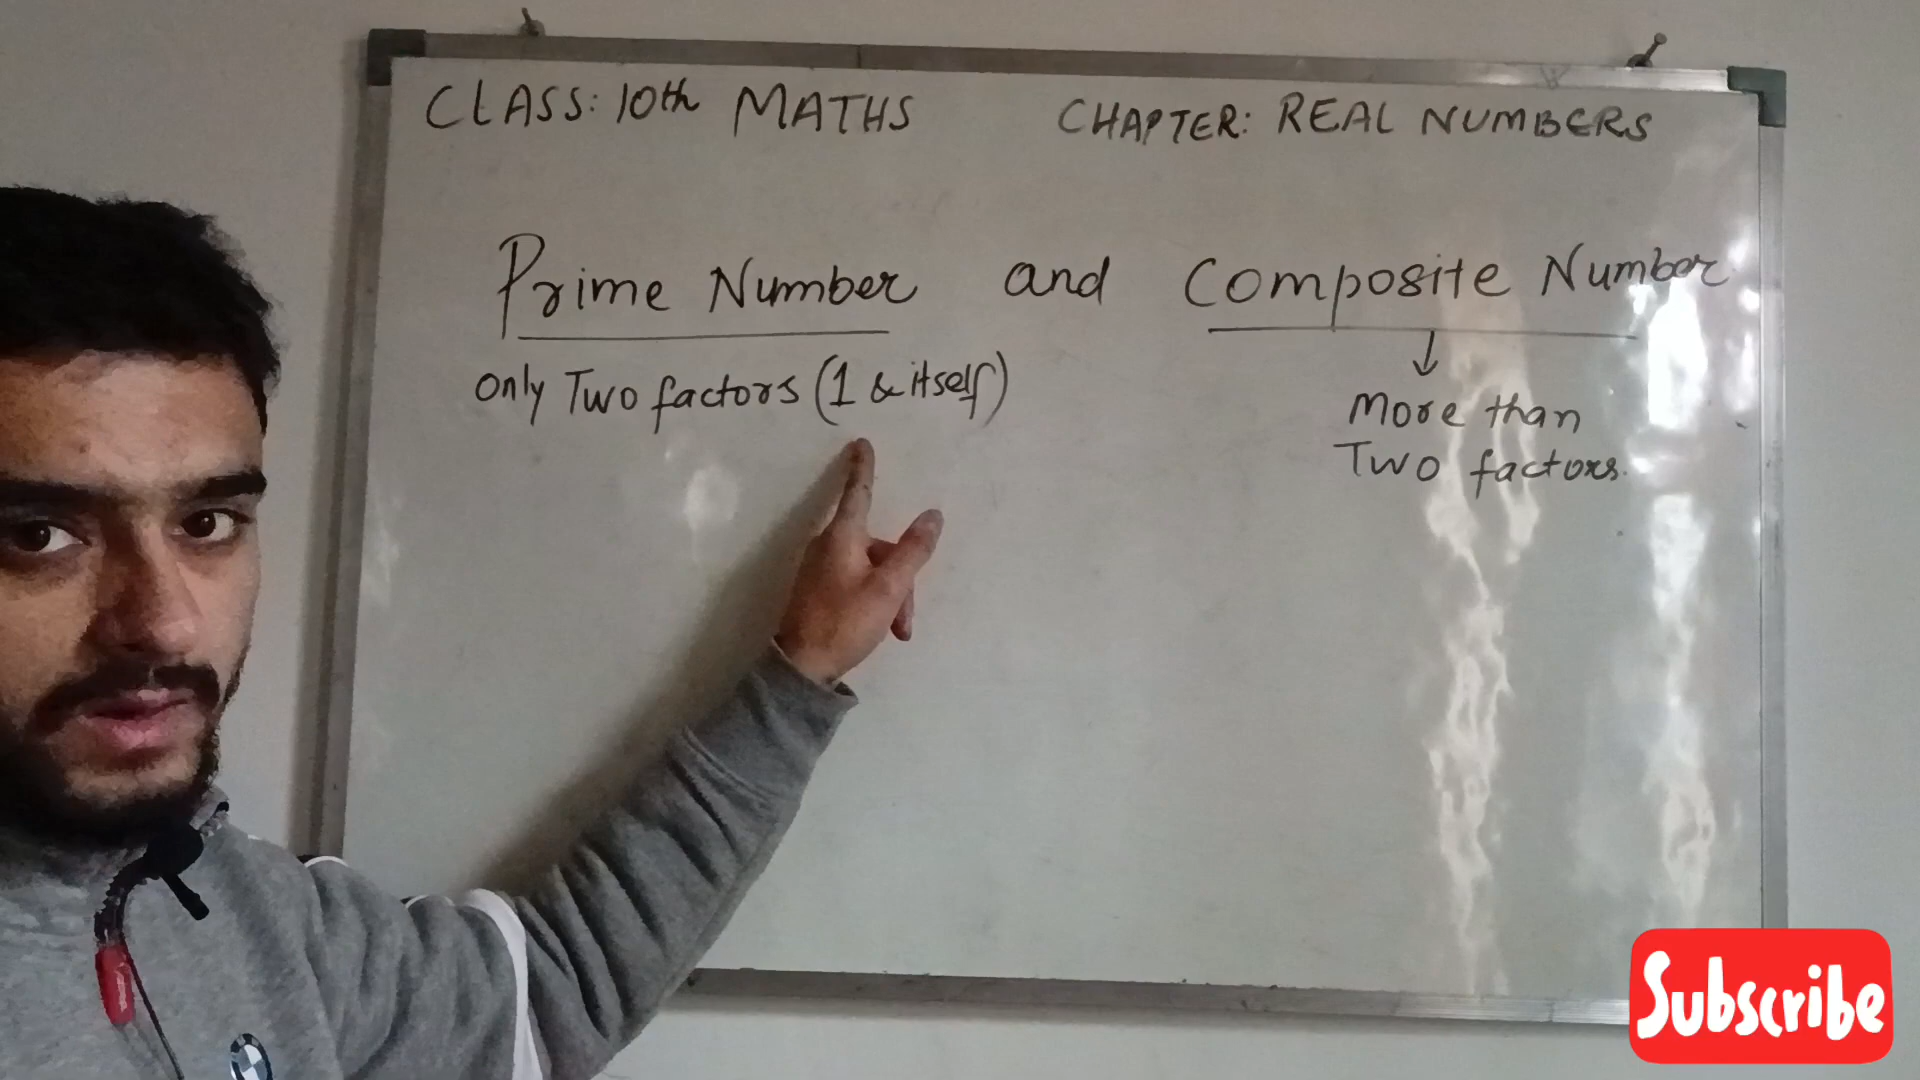 CLASS: 10th MATHS CHAPTER: REAL NUMBERS
Prime Number and Composite Number
only Two factors (1 & itself)
More than
Two factors.
Subscribe